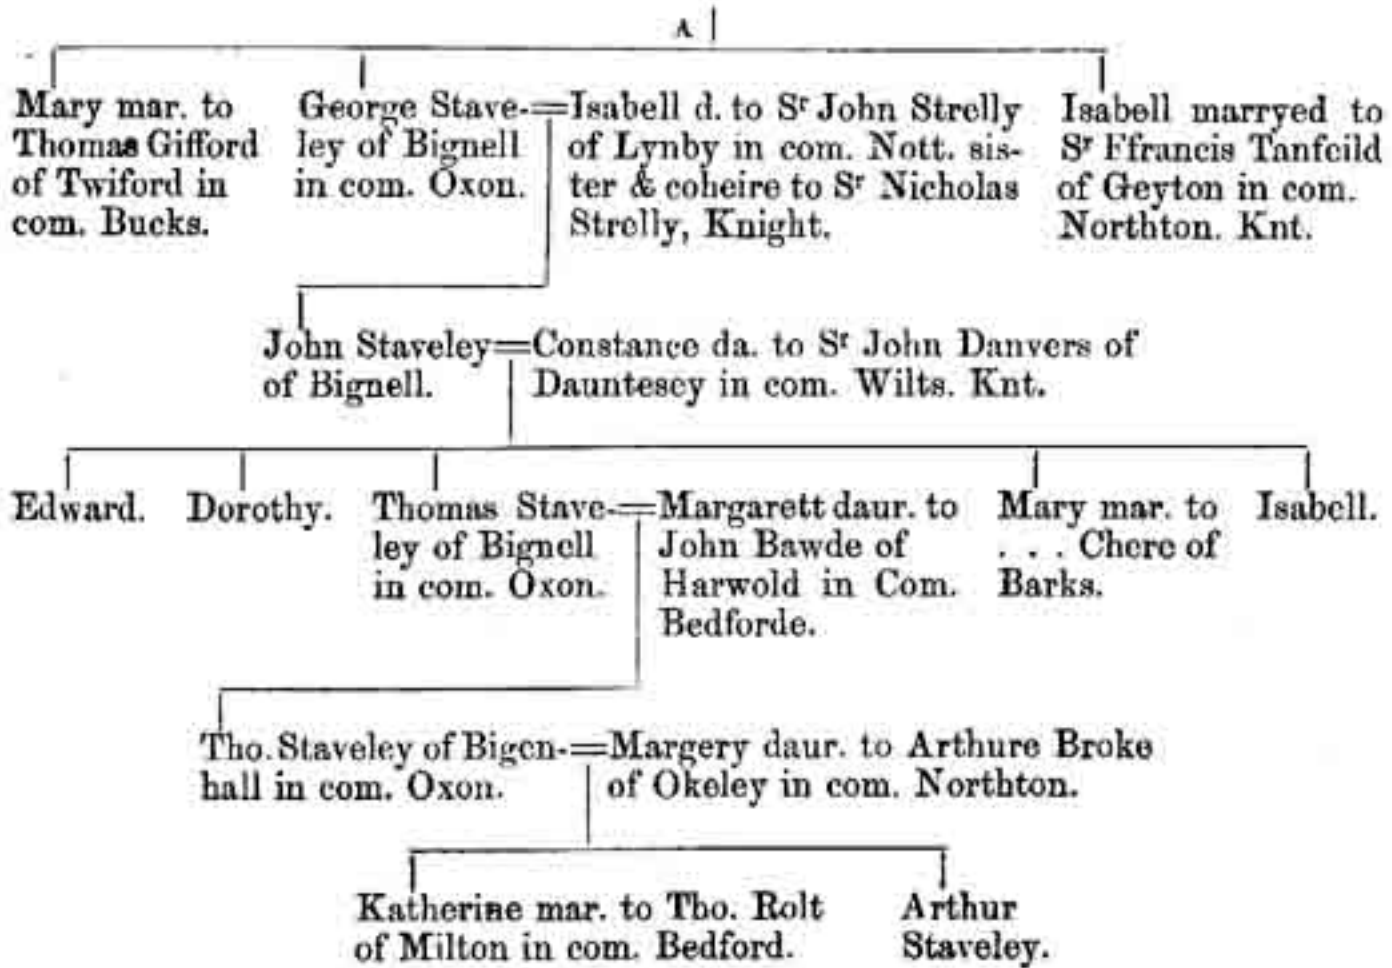 A
Mary mar. to
Thomas Gifford
of Twiford in
com. Bucks.
George Stave-
ley of Bignell
in com. Oxon.
Isabell d. to Sʳ John Strelly
of Lynby in com. Nott. sis-
ter & coheire to Sʳ Nicholas
Strelly, Knight.
Isabell marryed to
Sʳ Ffrancis Tanfeild
of Geyton in com.
Northton. Knt.
John Staveley
of Bignell.
Constance da. to Sʳ John Danvers of
Dauntesey in com. Wilts. Knt.
Edward.
Dorothy.
Thomas Stave-
ley of Bignell
in com. Oxon.
Margarett daur. to
John Bawde of
Harwold in Com.
Bedforde.
Mary mar. to
. . . Chere of
Barks.
Isabell.
Tho. Staveley of Bigen-
hall in com. Oxon.
Margery daur. to Arthure Broke
of Okeley in com. Northton.
Katherine mar. to Tho. Rolt
of Milton in com. Bedford.
Arthur
Staveley.